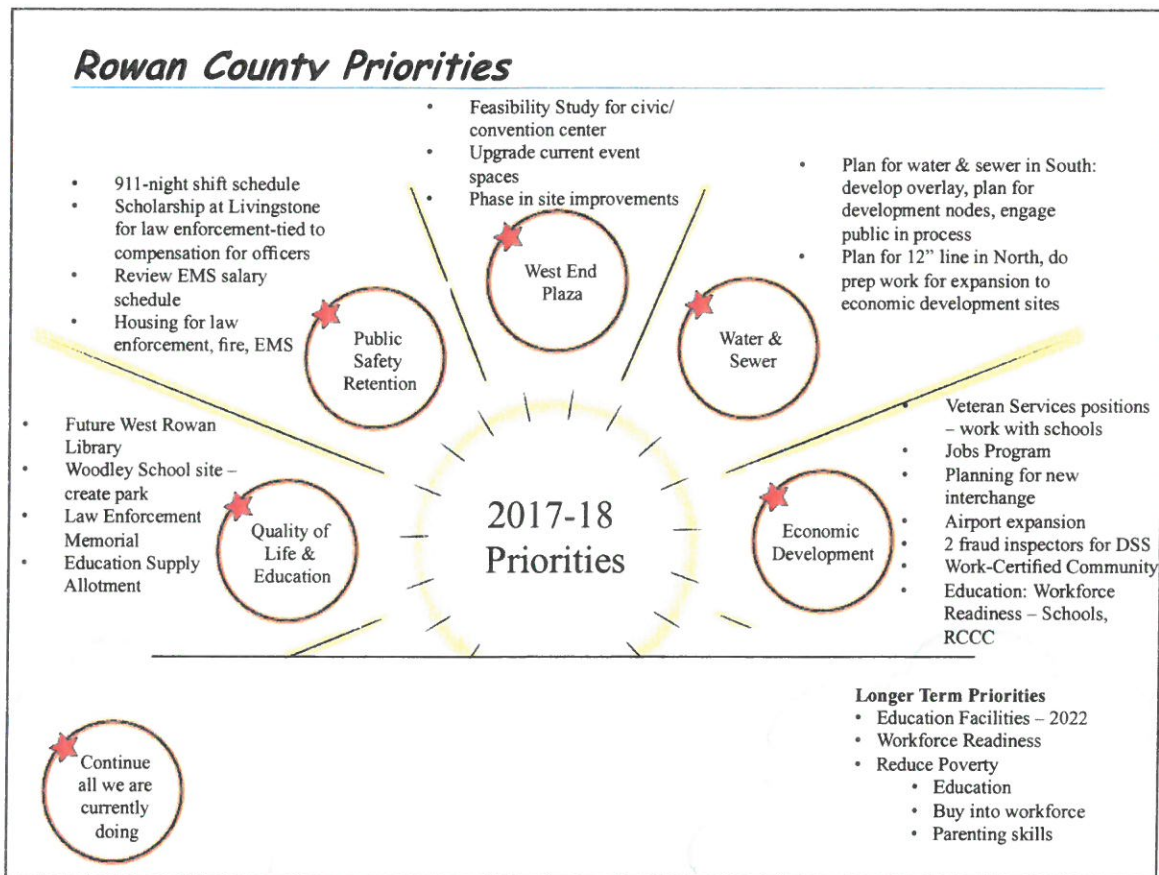 Rowan County Priorities
• Feasibility Study for civic/
convention center
• Upgrade current event
spaces
• Phase in site improvements
• 911-night shift schedule
• Scholarship at Livingstone
for law enforcement-tied to
compensation for officers
• Review EMS salary
schedule
• Housing for law
enforcement, fire, EMS
• Plan for water & sewer in South:
develop overlay, plan for
development nodes, engage
public in process
• Plan for 12” line in North, do
prep work for expansion to
economic development sites
West End
Plaza
Public
Safety
Retention
Water &
Sewer
• Future West Rowan
Library
• Woodley School site –
create park
• Law Enforcement
Memorial
• Education Supply
Allotment
Quality of
Life &
Education
2017-18
Priorities
Economic
Development
• Veteran Services positions
– work with schools
• Jobs Program
• Planning for new
interchange
• Airport expansion
• 2 fraud inspectors for DSS
• Work-Certified Community
• Education: Workforce
Readiness – Schools,
RCCC
Continue
all we are
currently
doing
Longer Term Priorities
• Education Facilities – 2022
• Workforce Readiness
• Reduce Poverty
• Education
• Buy into workforce
• Parenting skills